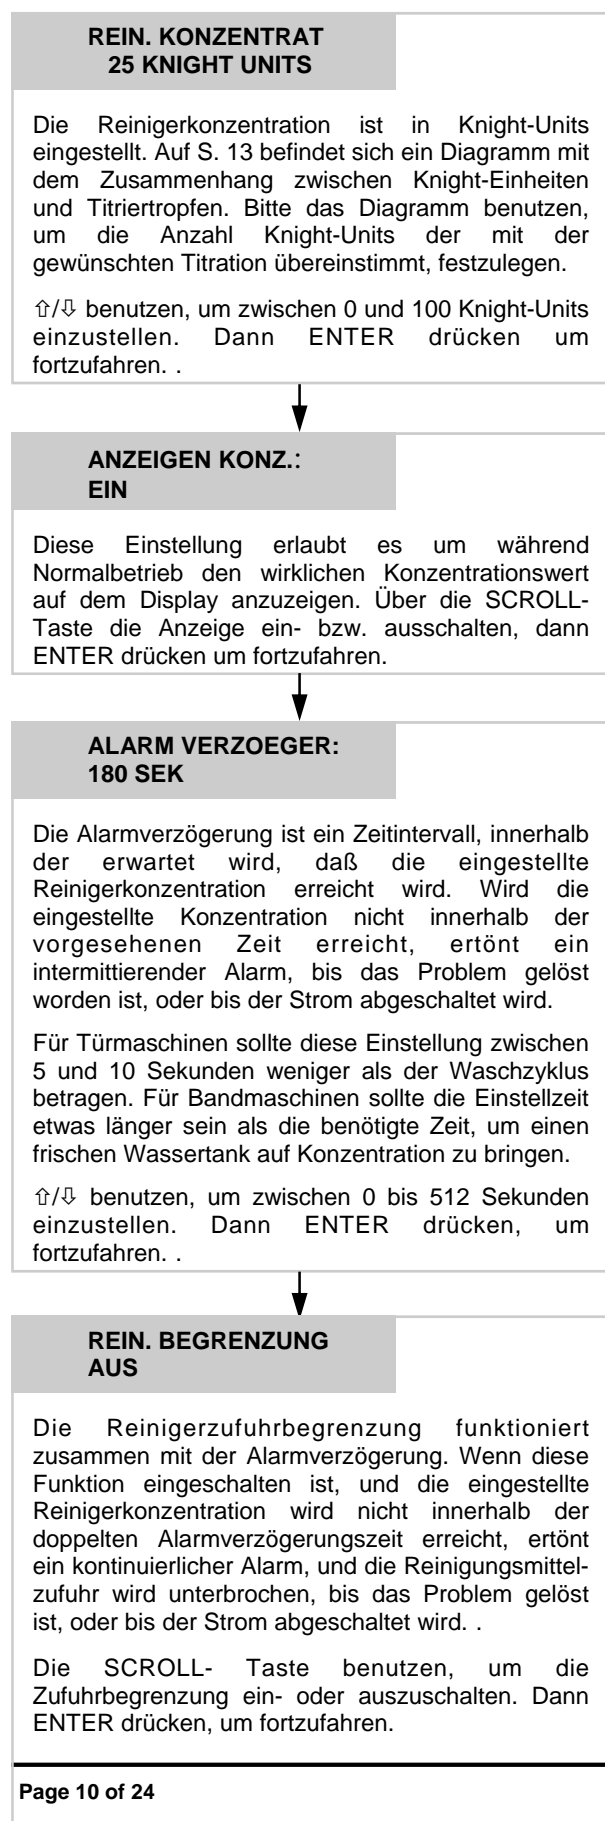 REIN. KONZENTRAT
25 KNIGHT UNITS
Die Reinigerkonzentration ist in Knight-Units
eingestellt. Auf S. 13 befindet sich ein Diagramm mit
dem Zusammenhang zwischen Knight-Einheiten
und Titriertropfen. Bitte das Diagramm benutzen,
um die Anzahl Knight-Units der mit der
gewünschten Titration übereinstimmt, festzulegen.
⇧/⇩ benutzen, um zwischen 0 und 100 Knight-Units
einzustellen. Dann ENTER drücken um
fortzufahren. .
ANZEIGEN KONZ.:
EIN
Diese Einstellung erlaubt es um während
Normalbetrieb den wirklichen Konzentrationswert
auf dem Display anzuzeigen. Über die SCROLL-
Taste die Anzeige ein- bzw. ausschalten, dann
ENTER drücken um fortzufahren.
ALARM VERZOEGER:
180 SEK
Die Alarmverzögerung ist ein Zeitintervall, innerhalb
der erwartet wird, daß die eingestellte
Reinigerkonzentration erreicht wird. Wird die
eingestellte Konzentration nicht innerhalb der
vorgesehenen Zeit erreicht, ertönt ein
intermittierender Alarm, bis das Problem gelöst
worden ist, oder bis der Strom abgeschaltet wird.
Für Türmaschinen sollte diese Einstellung zwischen
5 und 10 Sekunden weniger als der Waschzyklus
betragen. Für Bandmaschinen sollte die Einstellzeit
etwas länger sein als die benötigte Zeit, um einen
frischen Wassertank auf Konzentration zu bringen.
⇧/⇩ benutzen, um zwischen 0 bis 512 Sekunden
einzustellen. Dann ENTER drücken, um
fortzufahren. .
REIN. BEGRENZUNG
AUS
Die Reinigerzufuhrbegrenzung funktioniert
zusammen mit der Alarmverzögerung. Wenn diese
Funktion eingeschalten ist, und die eingestellte
Reinigerkonzentration wird nicht innerhalb der
doppelten Alarmverzögerungszeit erreicht, ertönt
ein kontinuierlicher Alarm, und die Reinigungsmittel-
zufuhr wird unterbrochen, bis das Problem gelöst
ist, oder bis der Strom abgeschaltet wird. .
Die SCROLL- Taste benutzen, um die
Zufuhrbegrenzung ein- oder auszuschalten. Dann
ENTER drücken, um fortzufahren.
Page 10 of 24